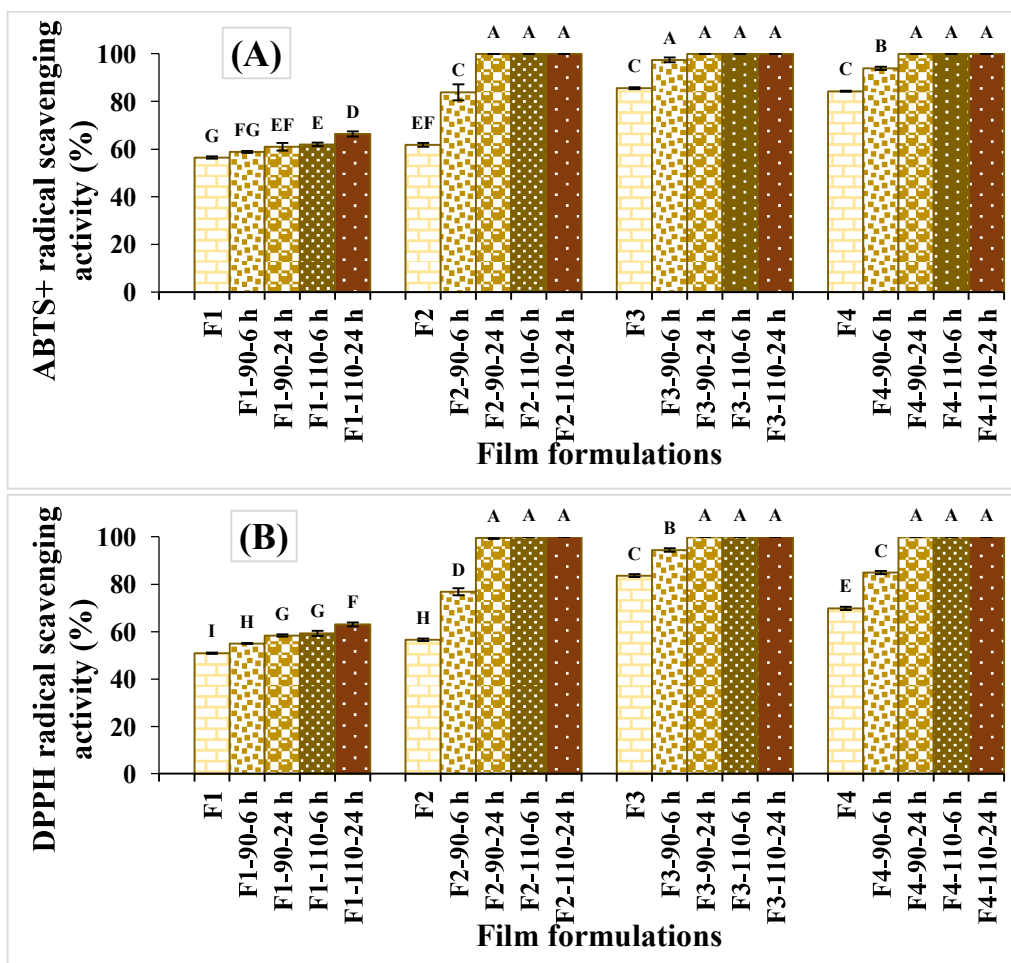 ABTS+ radical scavenging
activity (%)
(A)
100
80
60
40
20
0
G
FG
EF
E
D
EF
C
A
A
A
C
A
A
A
A
C
B
A
A
A
F1
F1-90-6 h
F1-90-24 h
F1-110-6 h
F1-110-24 h
F2
F2-90-6 h
F2-90-24 h
F2-110-6 h
F2-110-24 h
F3
F3-90-6 h
F3-90-24 h
F3-110-6 h
F3-110-24 h
F4
F4-90-6 h
F4-90-24 h
F4-110-6 h
F4-110-24 h
Film formulations
DPPH radical scavenging
activity (%)
(B)
100
80
60
40
20
0
I
H
G
G
F
H
D
A
A
A
C
B
A
A
A
E
C
A
A
A
F1
F1-90-6 h
F1-90-24 h
F1-110-6 h
F1-110-24 h
F2
F2-90-6 h
F2-90-24 h
F2-110-6 h
F2-110-24 h
F3
F3-90-6 h
F3-90-24 h
F3-110-6 h
F3-110-24 h
F4
F4-90-6 h
F4-90-24 h
F4-110-6 h
F4-110-24 h
Film formulations